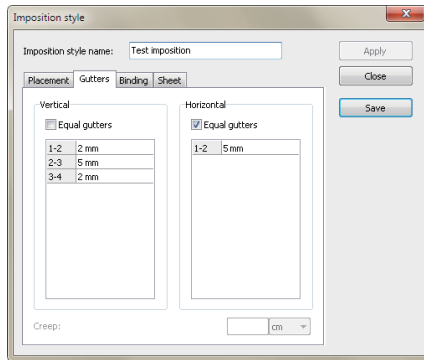 Imposition style
Imposition style name: Test imposition
Apply
Placement Gutters Binding Sheet
Close
Vertical
Horizontal
Save
Equal gutters
Equal gutters
1-2 2 mm
1-2 5 mm
2-3 5 mm
3-4 2 mm
Creep: cm